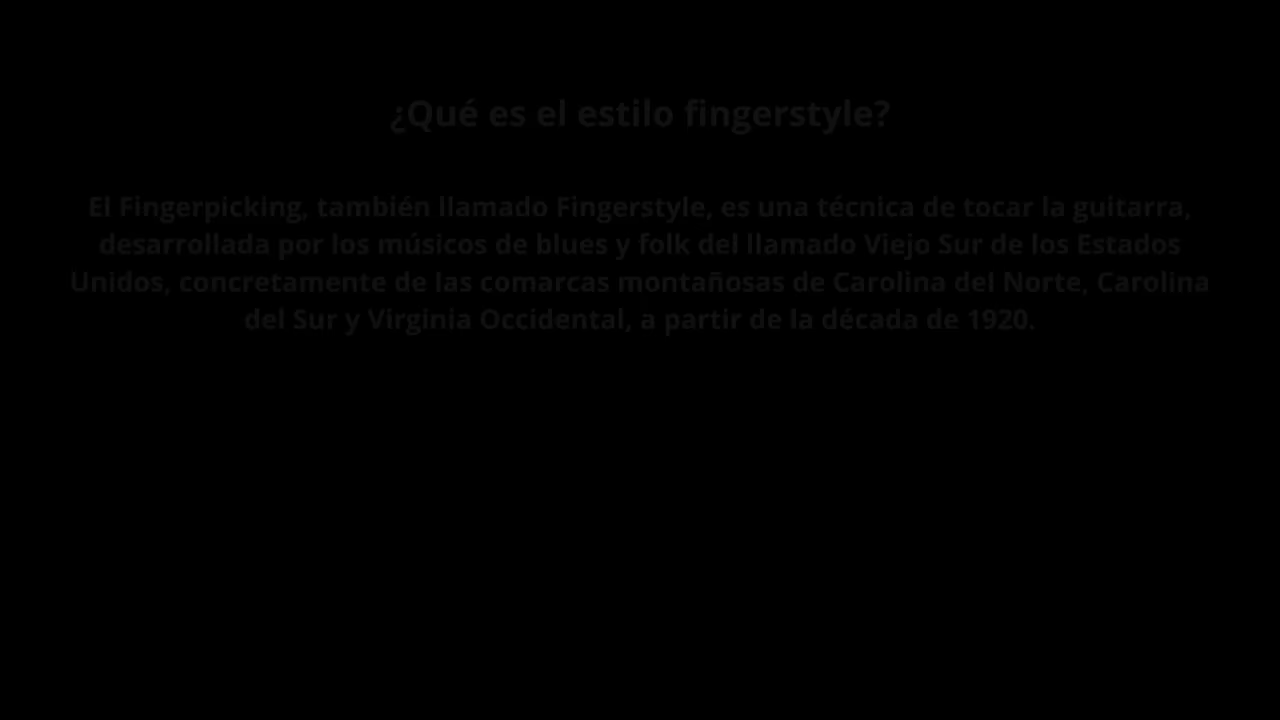 ¿Qué es el estilo fingerstyle?
El Fingerpicking, también llamado Fingerstyle, es una técnica de tocar la guitarra,
desarrollada por los músicos de blues y folk del llamado Viejo Sur de los Estados
Unidos, concretamente de las comarcas montañosas de Carolina del Norte, Carolina
del Sur y Virginia Occidental, a partir de la década de 1920.